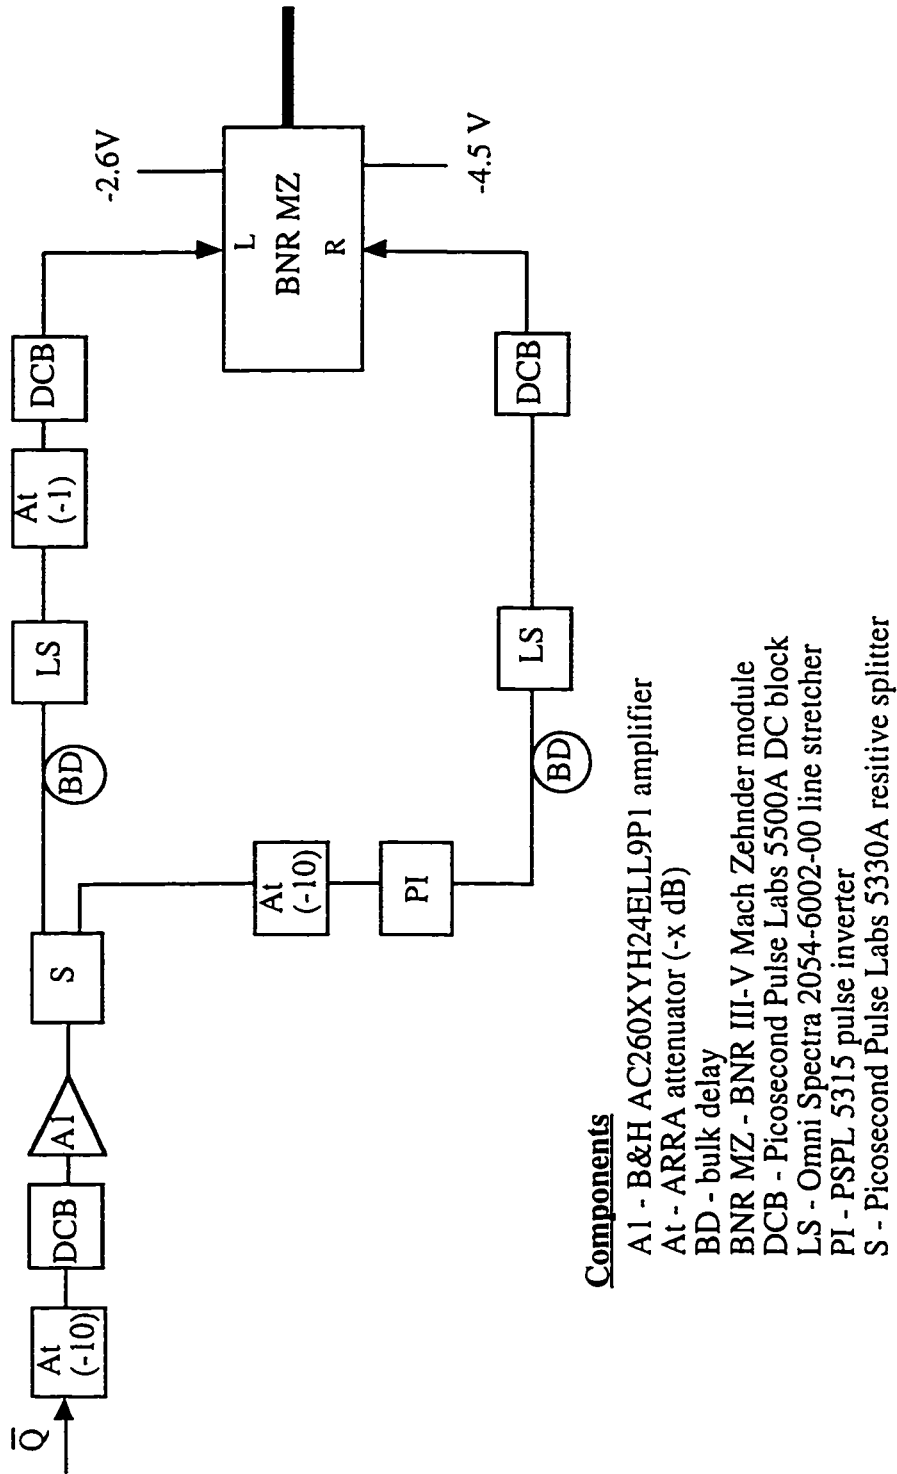 Q̅
At
(-10)
DCB
A1
S
BD
LS
At
(-1)
DCB
-2.6V
L
BNR MZ
R
-4.5 V
At
(-10)
PI
BD
LS
DCB
Components
A1 - B&H AC260XYH24ELL9P1 amplifier
At - ARRA attenuator (-x dB)
BD - bulk delay
BNR MZ - BNR III-V Mach Zehnder module
DCB - Picosecond Pulse Labs 5500A DC block
LS - Omni Spectra 2054-6002-00 line stretcher
PI - PSPL 5315 pulse inverter
S - Picosecond Pulse Labs 5330A resitive splitter